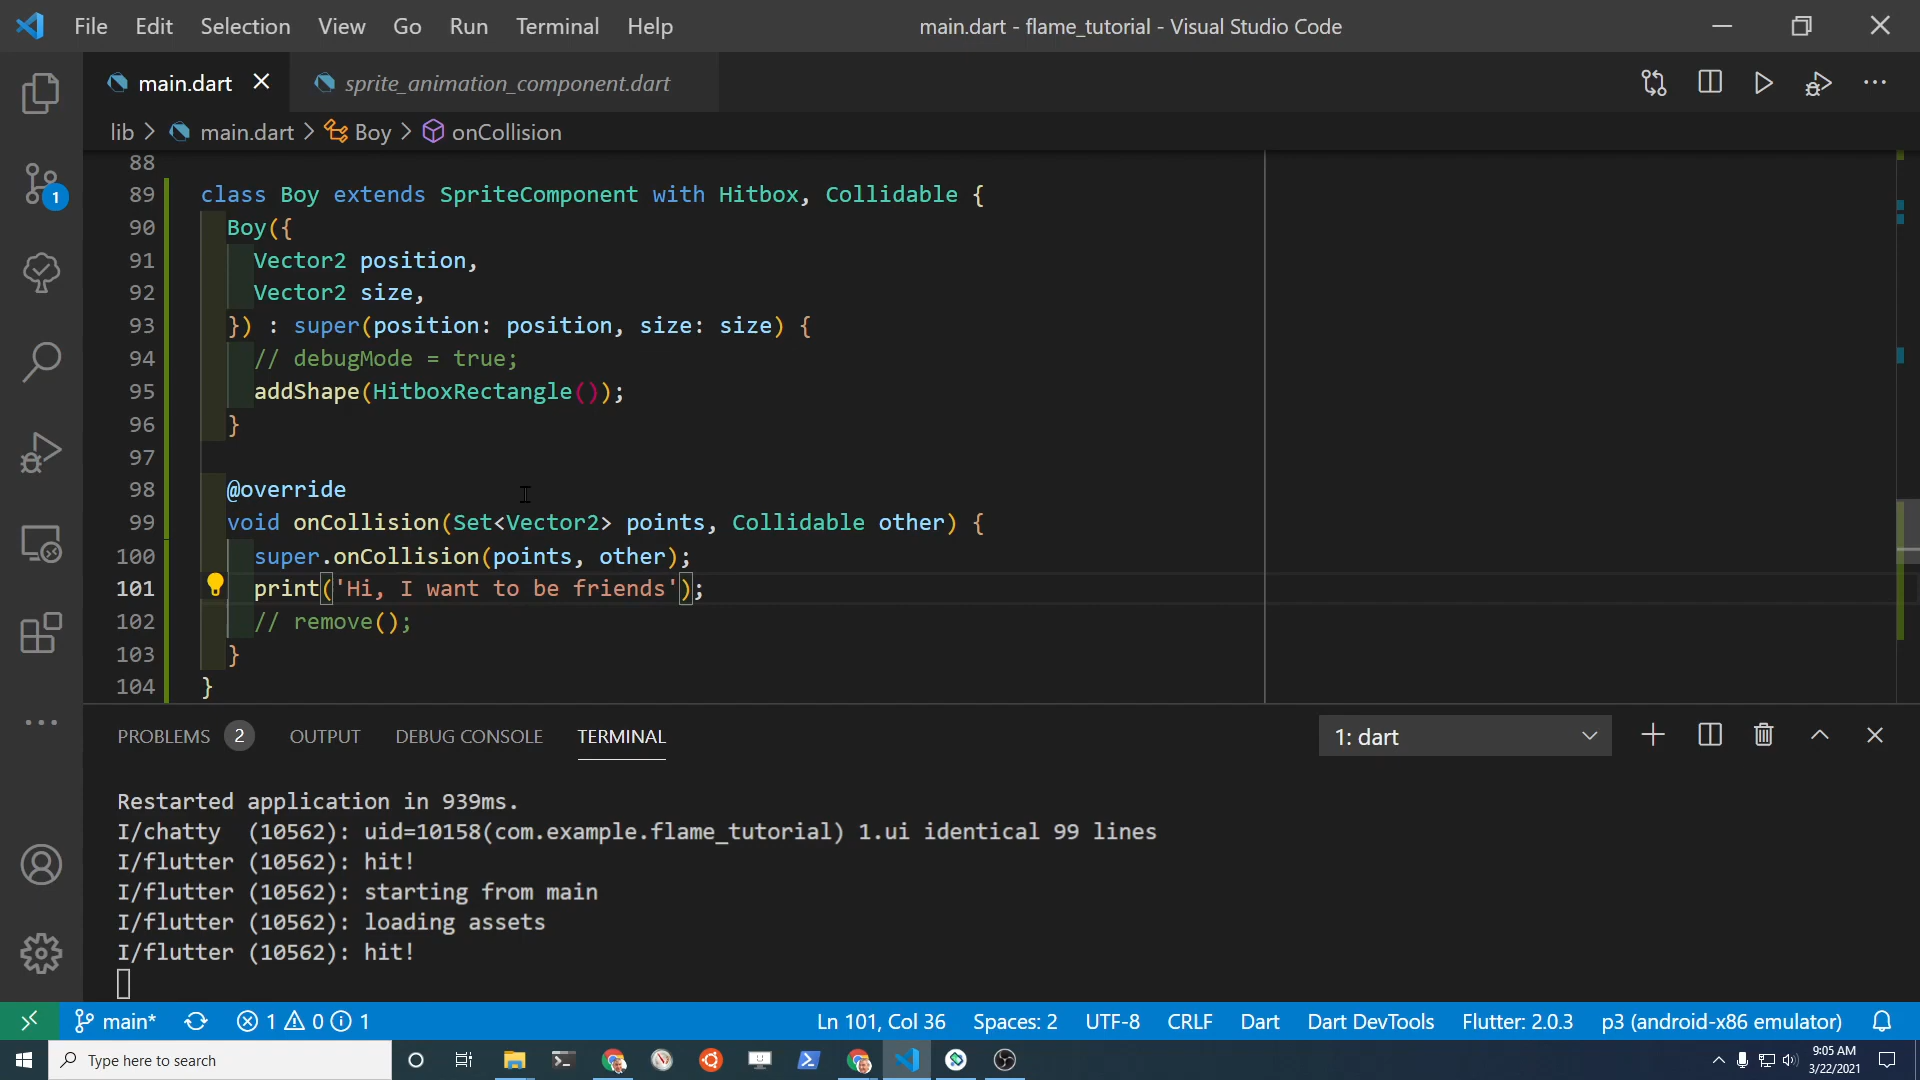 File Edit Selection View Go Run Terminal Help main.dart - flame_tutorial - Visual Studio Code
main.dart sprite_animation_component.dart
lib > main.dart > Boy > onCollision
88
89 class Boy extends SpriteComponent with Hitbox, Collidable {
90 Boy({
91 Vector2 position,
92 Vector2 size,
93 }) : super(position: position, size: size) {
94 // debugMode = true;
95 addShape(HitboxRectangle());
96 }
97
98 @override
99 void onCollision(Set<Vector2> points, Collidable other) {
100 super.onCollision(points, other);
101 print('Hi, I want to be friends');
102 // remove();
103 }
104 }
1
PROBLEMS 2 OUTPUT DEBUG CONSOLE TERMINAL 1: dart
Restarted application in 939ms.
I/chatty  (10562): uid=10158(com.example.flame_tutorial) 1.ui identical 99 lines
I/flutter (10562): hit!
I/flutter (10562): starting from main
I/flutter (10562): loading assets
I/flutter (10562): hit!
main* 1 0 1 Ln 101, Col 36 Spaces: 2 UTF-8 CRLF Dart Dart DevTools Flutter: 2.0.3 p3 (android-x86 emulator)
Type here to search
9:05 AM
3/22/2021